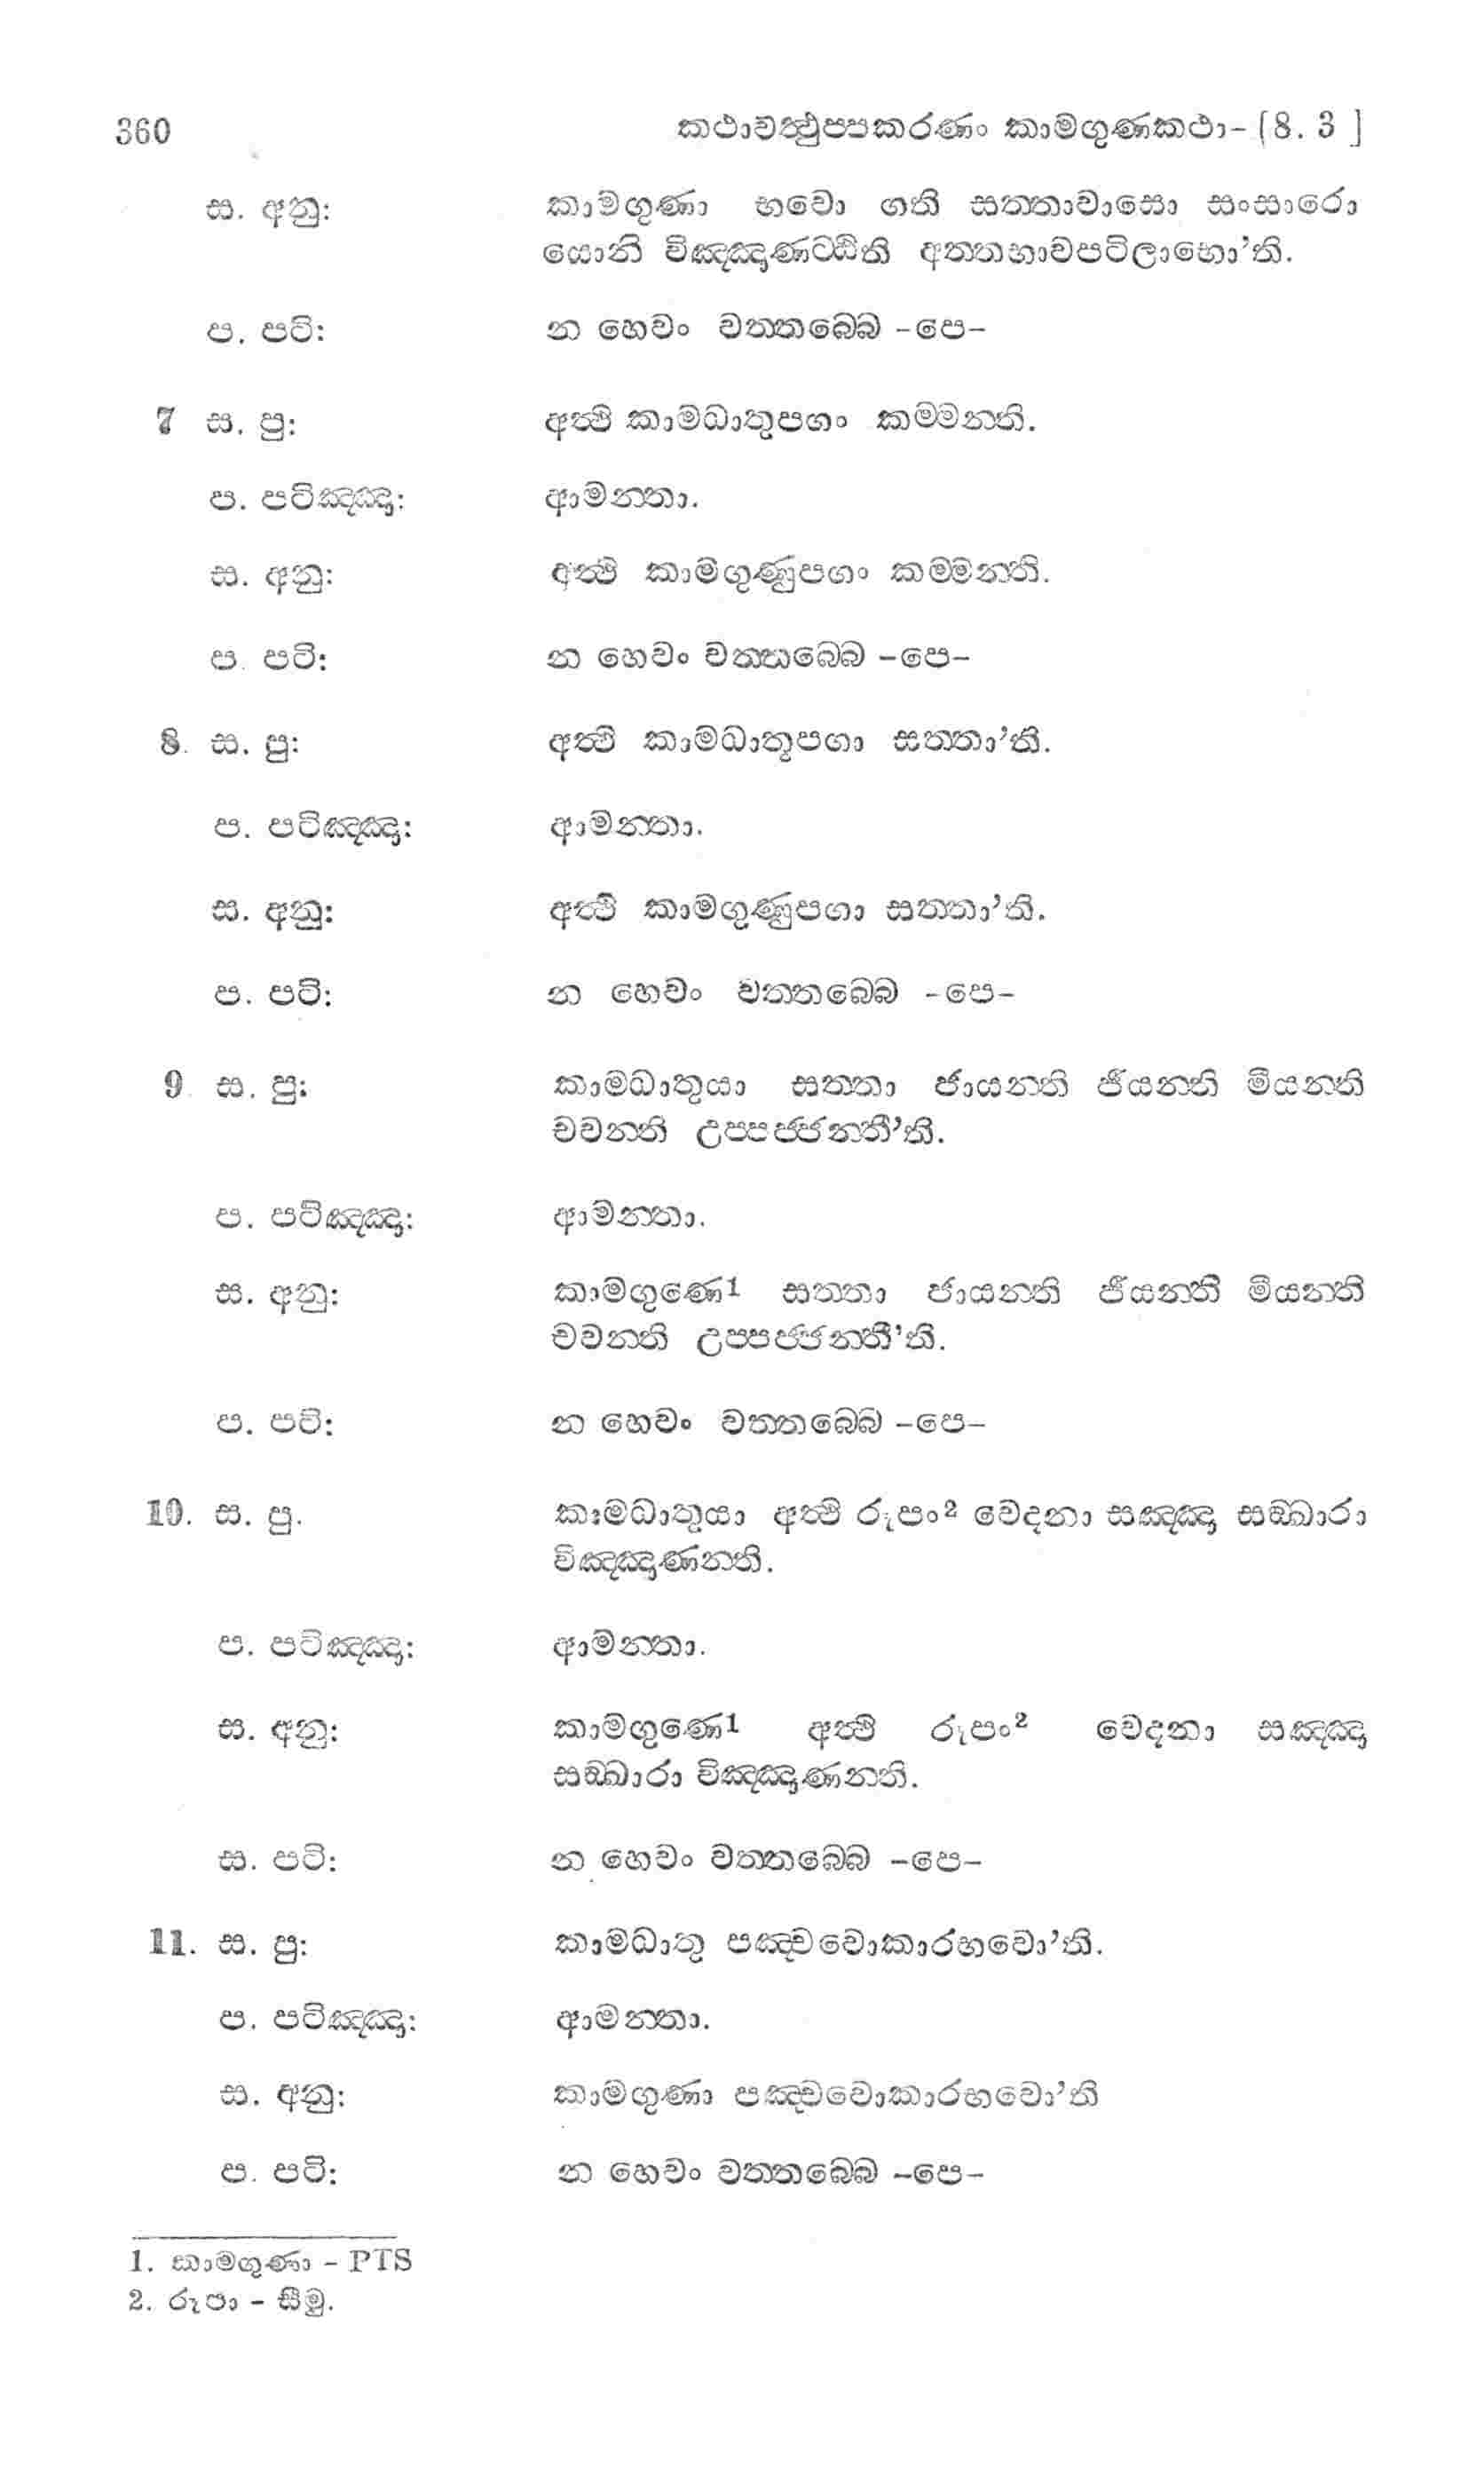 360 කථාවත්‍ථුප‍්පකරණං කාමගුණකථා- [8. 3 ]
ස. අනු: කාමගුණා භවො ගති සත‍්තාවාසො සංසාරො
යොනි විඤ‍්ඤාණට‍්ඨිති අත‍්තභාවපටිලාභො'ති.
ප. පටි: න හෙවං වත‍්තබ‍්බෙ -පෙ-
7 ස. පු: අත්‍ථි කාමධාතුපගං කම‍්මන‍්ති.
ප. පටිඤ‍්ඤා: ආමන‍්තා.
ස. අනු: අත්‍ථි කාමගුණුපගං කම‍්මන‍්ති.
ප. පටි: න හෙවං වත‍්තබ‍්බෙ -පෙ-
8. ස. පු: අත්‍ථි කාමධාතූපගා සත‍්තා'ති.
ප. පටිඤ‍්ඤා: ආමන‍්තා.
ස. අනු: අත්‍ථි කාමගුණුපගා සත‍්තා'ති.
ප. පටි: න හෙවං වත‍්තබ‍්බෙ -පෙ-
9 ස. පු: කාමධාතුයා සත‍්තා ජායන‍්ති ජීයන‍්ති මීයන‍්ති
චවන‍්ති උප‍්පජ‍්ජන‍්තී'ති.
ප. පටිඤ‍්ඤා: ආමන‍්තා.
ස. අනු: කාමගුණෙ1 සත‍්තා ජායන‍්ති ජීයන‍්ති මීයන‍්ති
චවන‍්ති උප‍්පජ‍්ජන‍්තී'ති.
ප. පටි: න හෙවං වත‍්තබ‍්බෙ -පෙ-
10. ස. පු. කාමධාතුයා අත්‍ථි රූපං2 වෙදනා සඤ‍්ඤා සඞ‍්ඛාරා
විඤ‍්ඤාණන‍්ති.
ප. පටිඤ‍්ඤා: ආමන‍්තා.
ස. අනු: කාමගුණෙ1 අත්‍ථි රූපං2 වෙදනා සඤ‍්ඤා
සඞ‍්ඛාරා විඤ‍්ඤාණන‍්ති.
ස. පටි: න හෙවං වත‍්තබ‍්බෙ -පෙ-
11. ස. පු: කාමධාතු පඤ‍්චවොකාරභවො'ති.
ප. පටිඤ‍්ඤා: ආමන‍්තා.
ස. අනු: කාමගුණා පඤ‍්චවොකාරභවො'ති
ප. පටි: න හෙවං වත‍්තබ‍්බෙ -පෙ-
1. කාමගුණා - PTS
2. රූපා - සීමු.